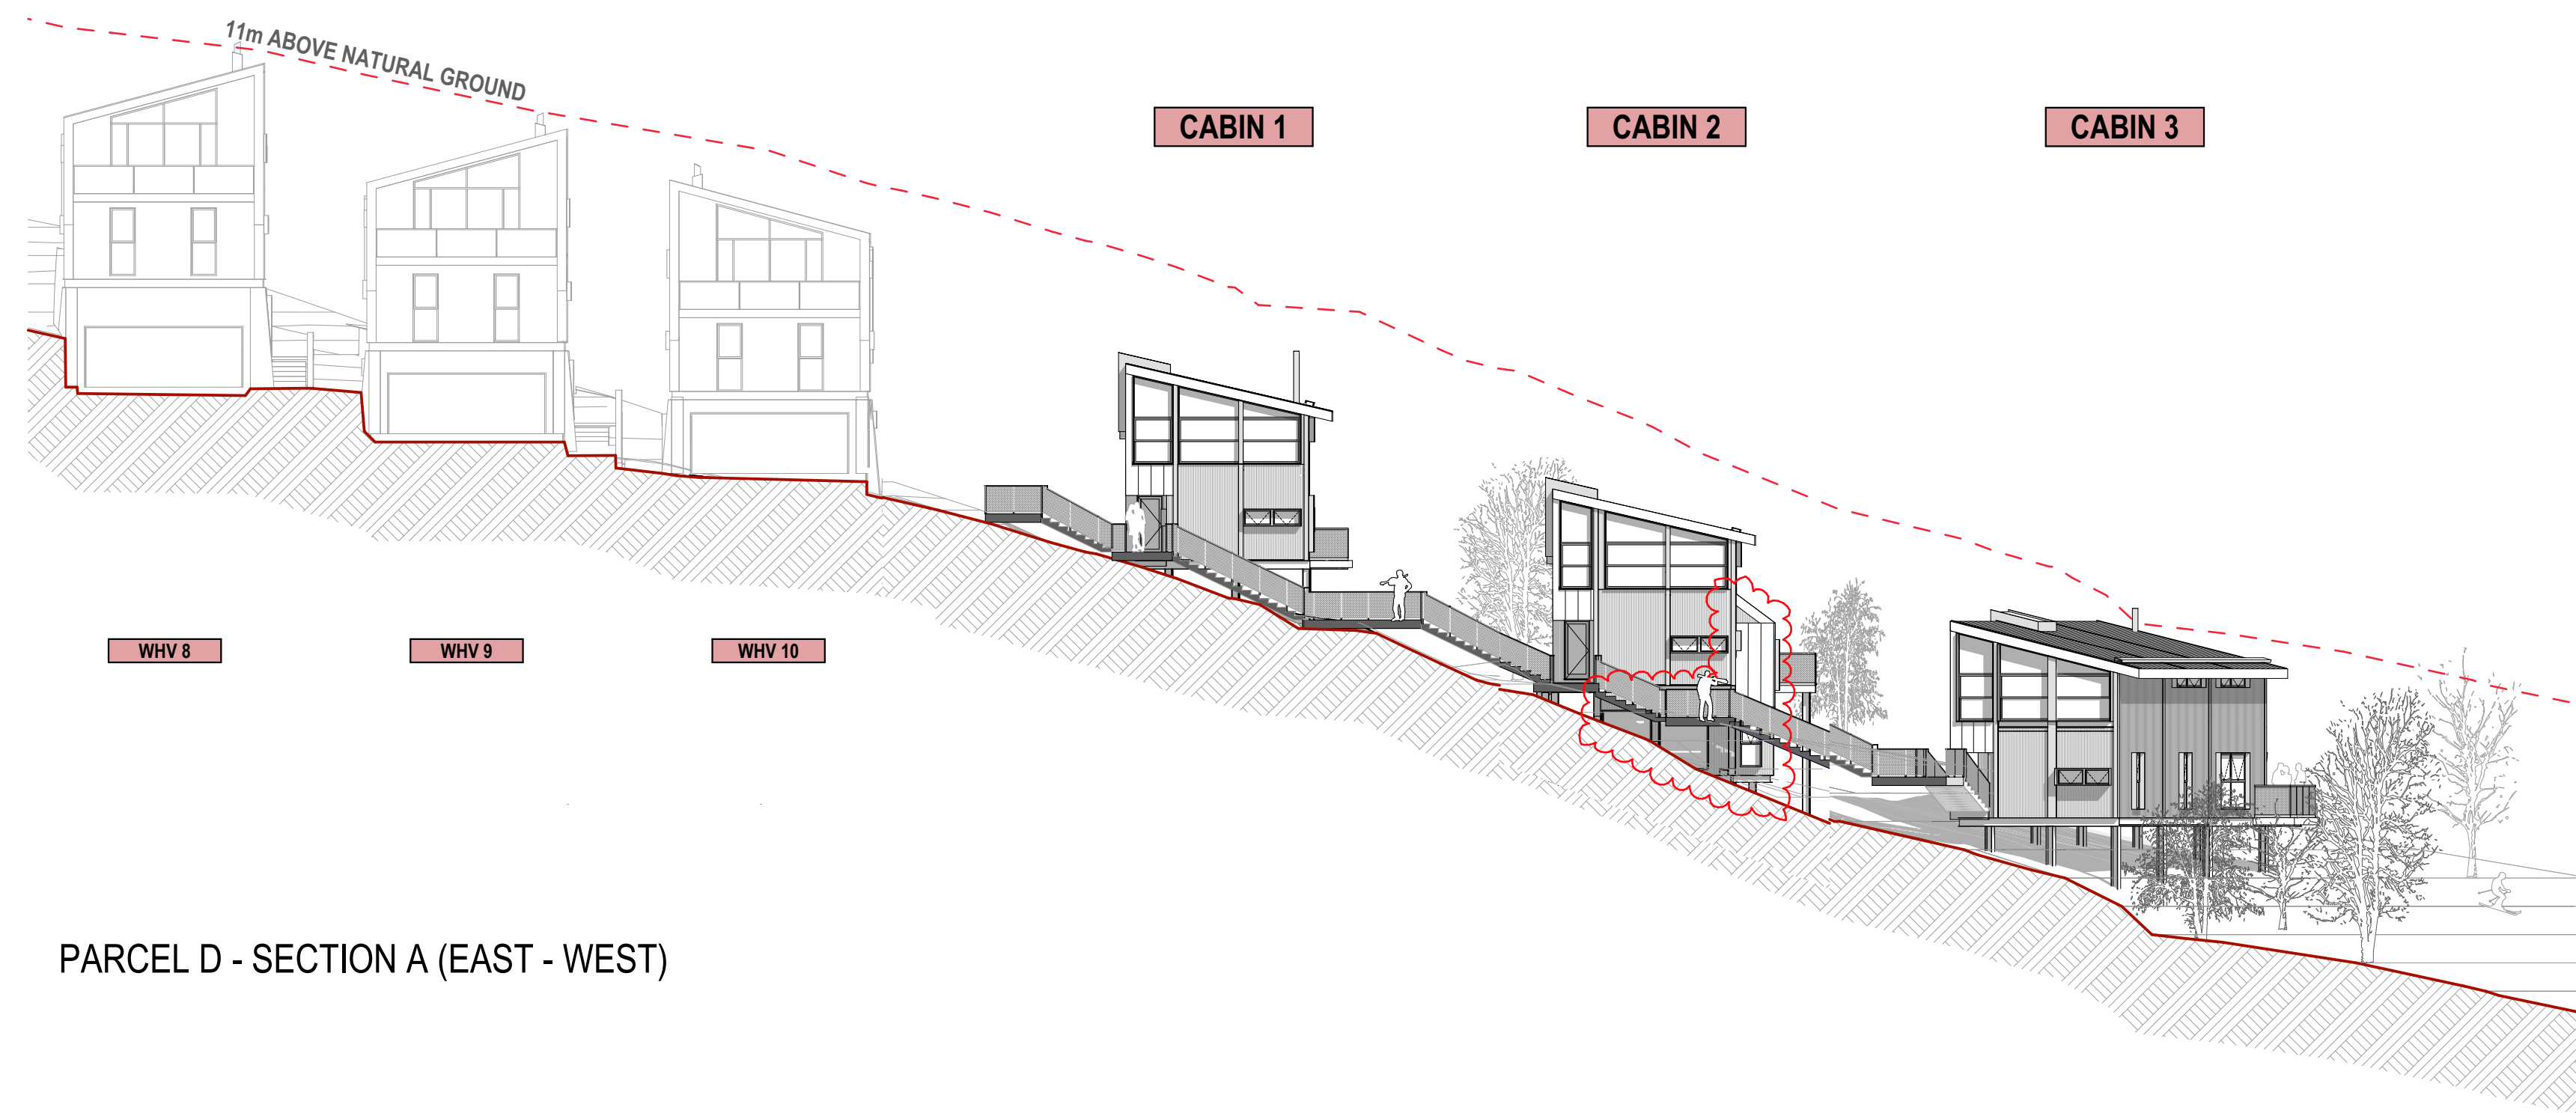 11m ABOVE NATURAL GROUND
CABIN 1
CABIN 2
CABIN 3
WHV 8
WHV 9
WHV 10
PARCEL D - SECTION A (EAST - WEST)